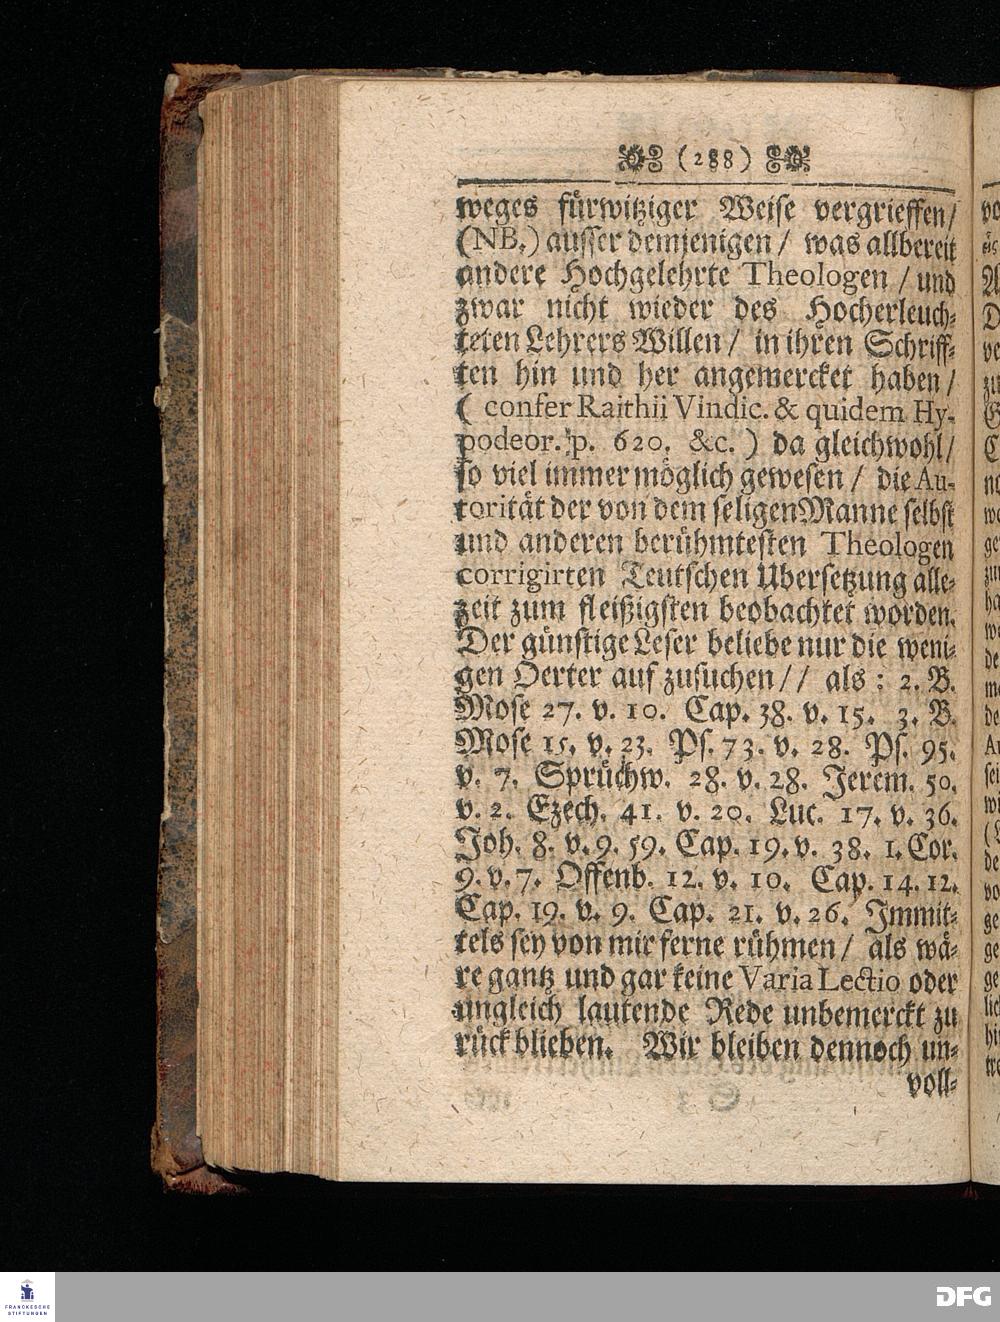 (288)
weges fürwitziger Weise vergrieffen/
(NB.) ausser demjenigen / was allbereit
andere Hochgelehrte Theologen / und
zwar nicht wieder des Hocherleuch-
teten Lehrers Willen / in ihren Schriff-
ten hin und her angemercket haben /
( confer Raithii Vindic. & quidem Hy-
podeor. p. 620. &c. ) da gleichwohl/
so viel immer möglich gewesen / die Au-
torität der von dem seligen Manne selbst
und anderen berühmtesten Theologen
corrigirten Teutschen Ubersetzung alle-
zeit zum fleißigsten beobachtet worden.
Der günstige Leser beliebe nur die weni-
gen Oerter auf zusuchen// als : 2. B.
Mose 27. v. 10. Cap. 38. v. 15. 3. B.
Mose 15. v. 23. Ps. 73. v. 28. Ps. 95.
v. 7. Sprüchw. 28. v. 28. Jerem. 50.
v. 2. Ezech. 41. v. 20. Luc. 17. v. 36.
Joh. 8. v. 9. 59. Cap. 19. v. 38. 1. Cor.
9. v. 7. Offenb. 12. v. 10. Cap. 14. 12.
Cap. 19. v. 9. Cap. 21. v. 26. Immit-
tels sey von mir ferne rühmen / als wä-
re gantz und gar keine Varia Lectio oder
ungleich lautende Rede unbemerckt zu
rück blieben. Wir bleiben dennoch un-
voll-
FRANCKESCHE
STIFTUNGEN
DFG